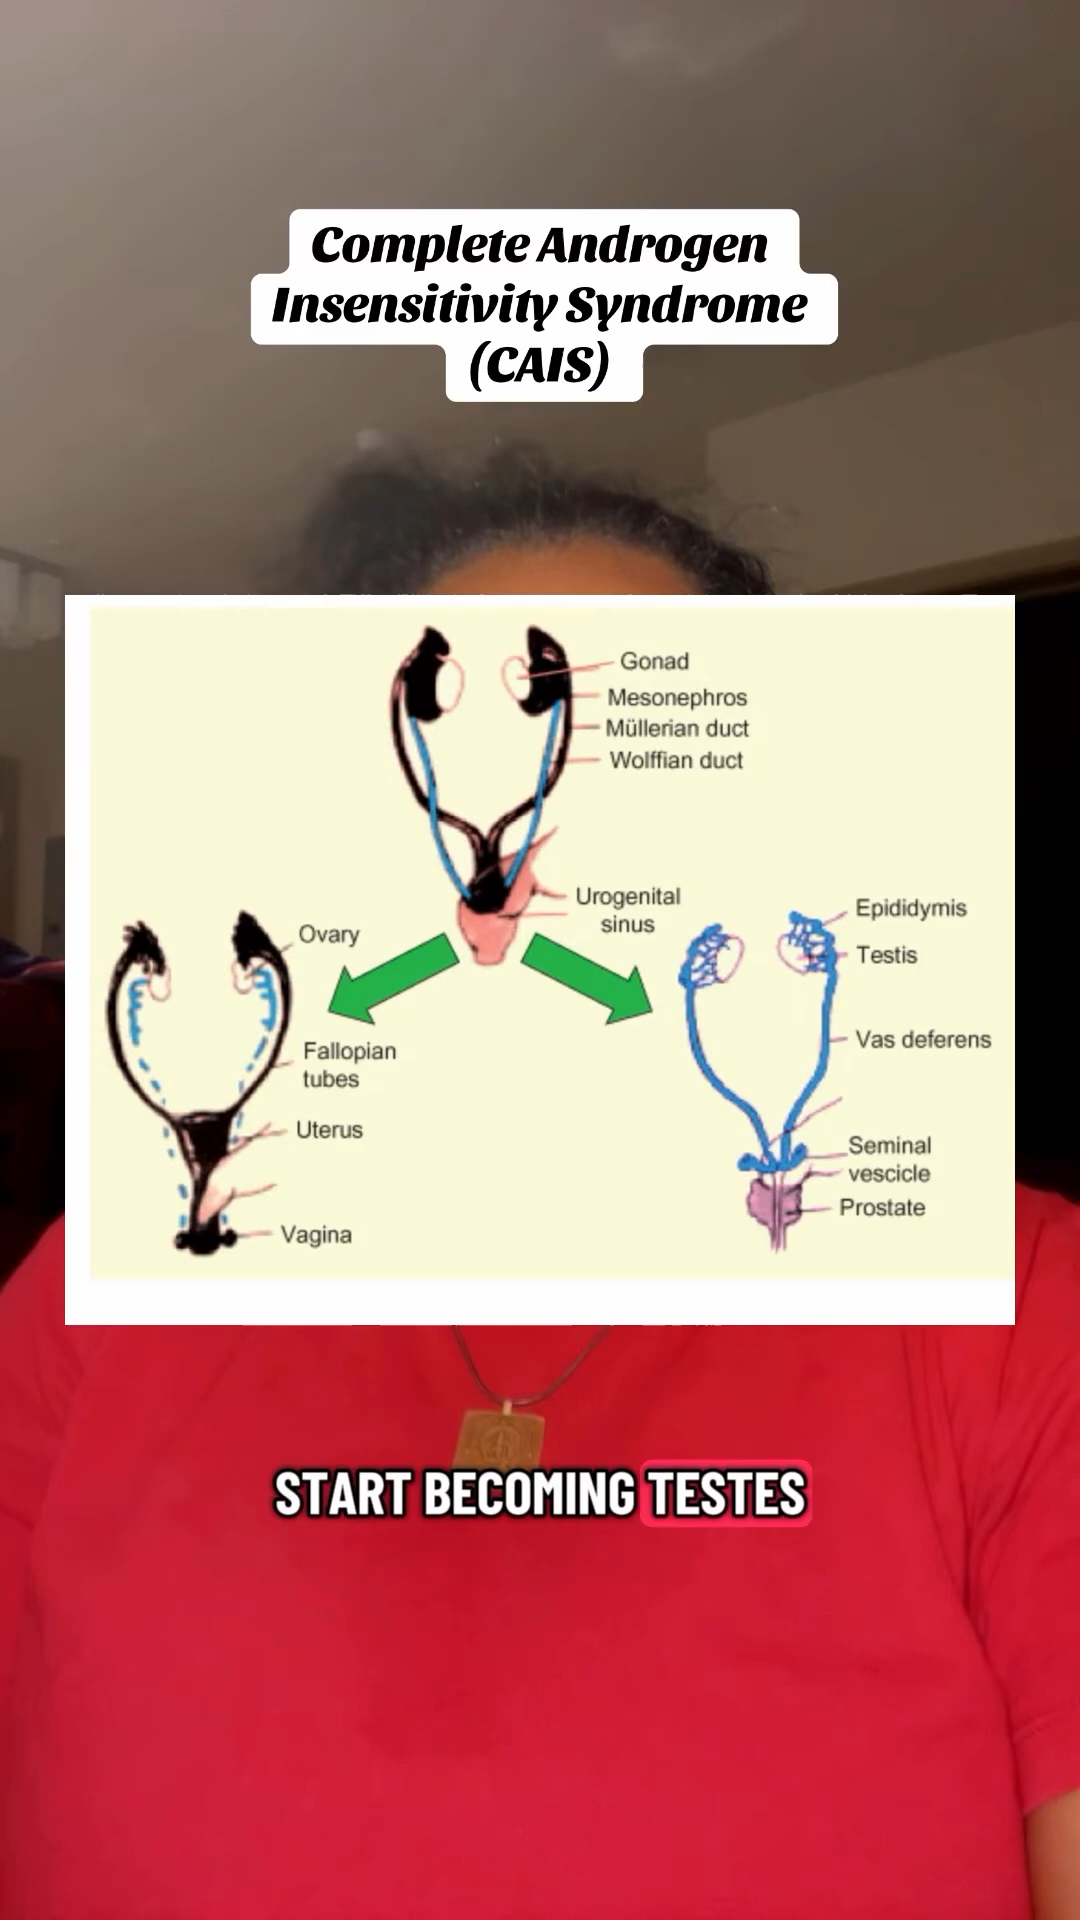 Complete Androgen
Insensitivity Syndrome
(CAIS)
Gonad
Mesonephros
Müllerian duct
Wolffian duct
Urogenital
sinus
Ovary
Fallopian
tubes
Uterus
Vagina
Epididymis
Testis
Vas deferens
Seminal
vescicle
Prostate
START BECOMING TESTES